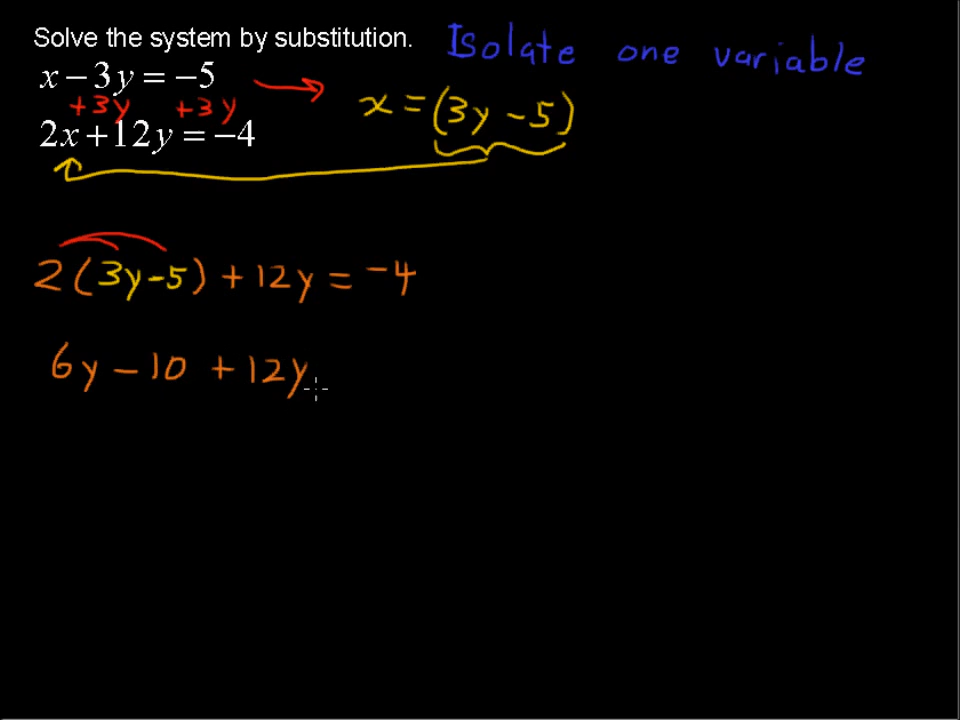 Solve the system by substitution. Isolate one variable
x − 3y = −5
+3y +3y
x = (3y − 5)
2x + 12y = −4
2(3y−5) + 12y = −4
6y − 10 + 12y